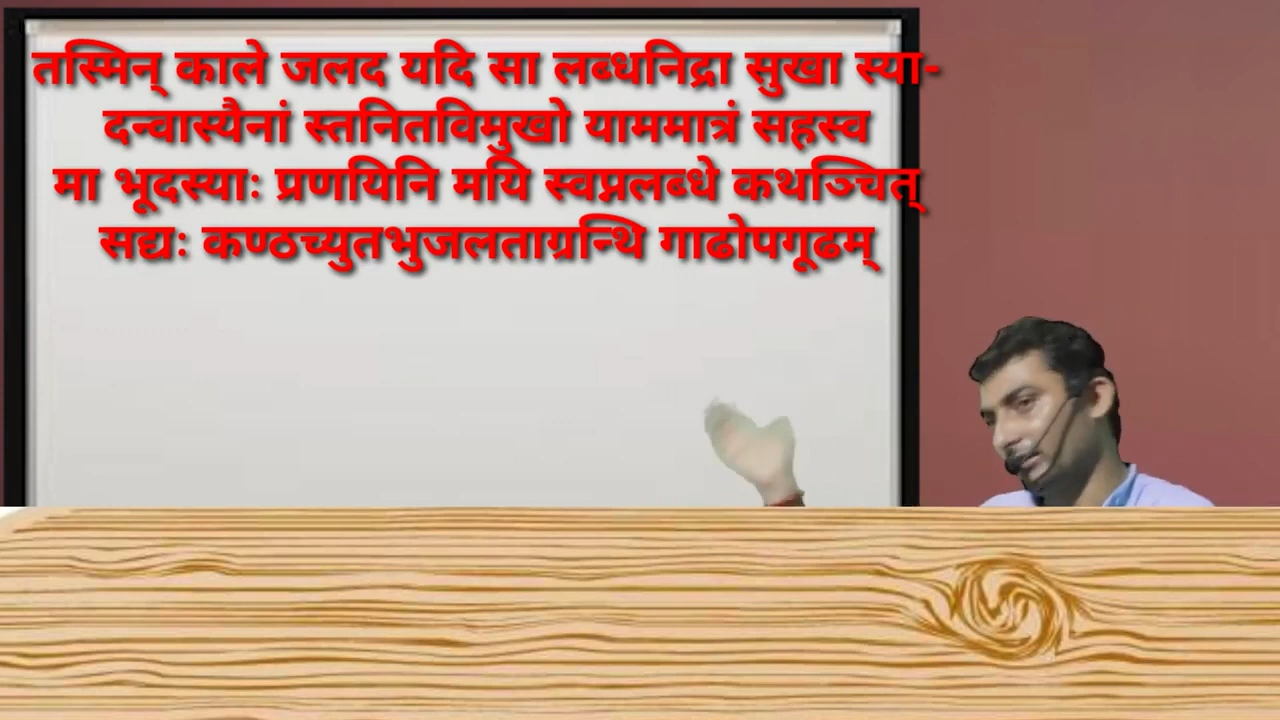 तस्मिन् काले जलद यदि सा लब्धनिद्रा सुखा स्या-
दन्वास्यैनां स्तनितविमुखो याममात्रं सहस्व
मा भूदस्याः प्रणयिनि मयि स्वप्नलब्धे कथञ्चित्
सद्यः कण्ठच्युतभुजलताग्रन्थि गाढोपगूढम्